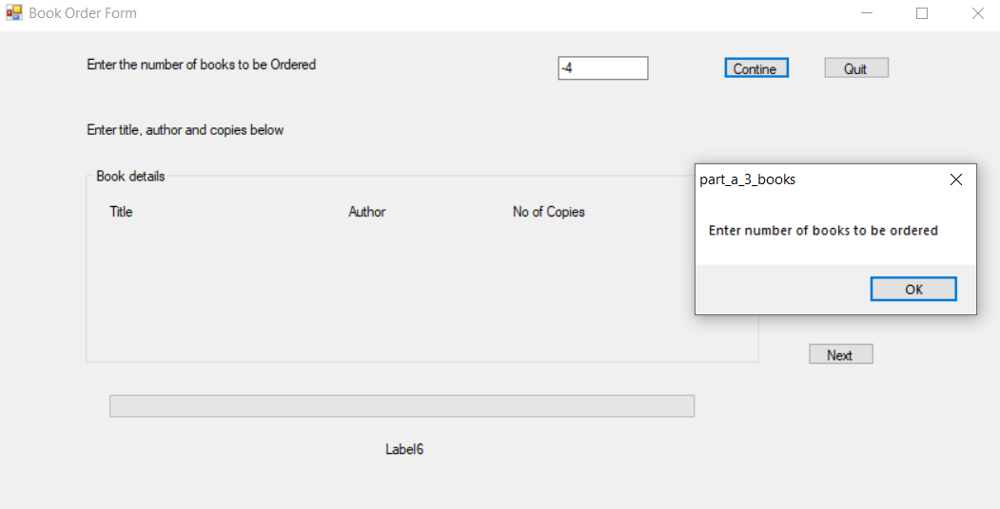 Book Order Form
Enter the number of books to be Ordered
-4
Contine
Quit
Enter title, author and copies below
Book details
Title
Author
No of Copies
part_a_3_books
Enter number of books to be ordered
OK
Next
Label6